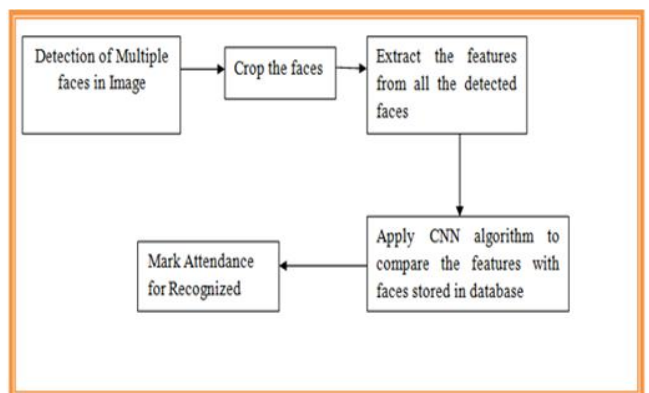 Detection of Multiple
faces in Image
Crop the faces
Extract the features
from all the detected
faces
Apply CNN algorithm to
compare the features with
faces stored in database
Mark Attendance
for Recognized